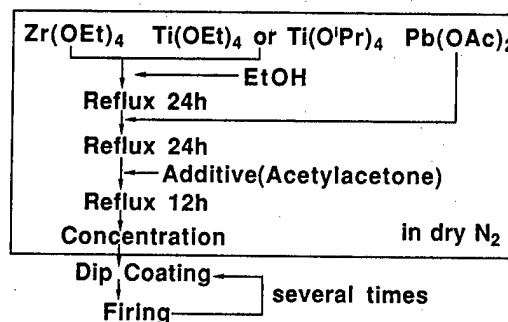 Zr(OEt)4 Ti(OEt)4 or Ti(OiPr)4 Pb(OAc)2
EtOH
Reflux 24h
Reflux 24h
Additive(Acetylacetone)
Reflux 12h
Concentration
in dry N2
Dip Coating
several times
Firing